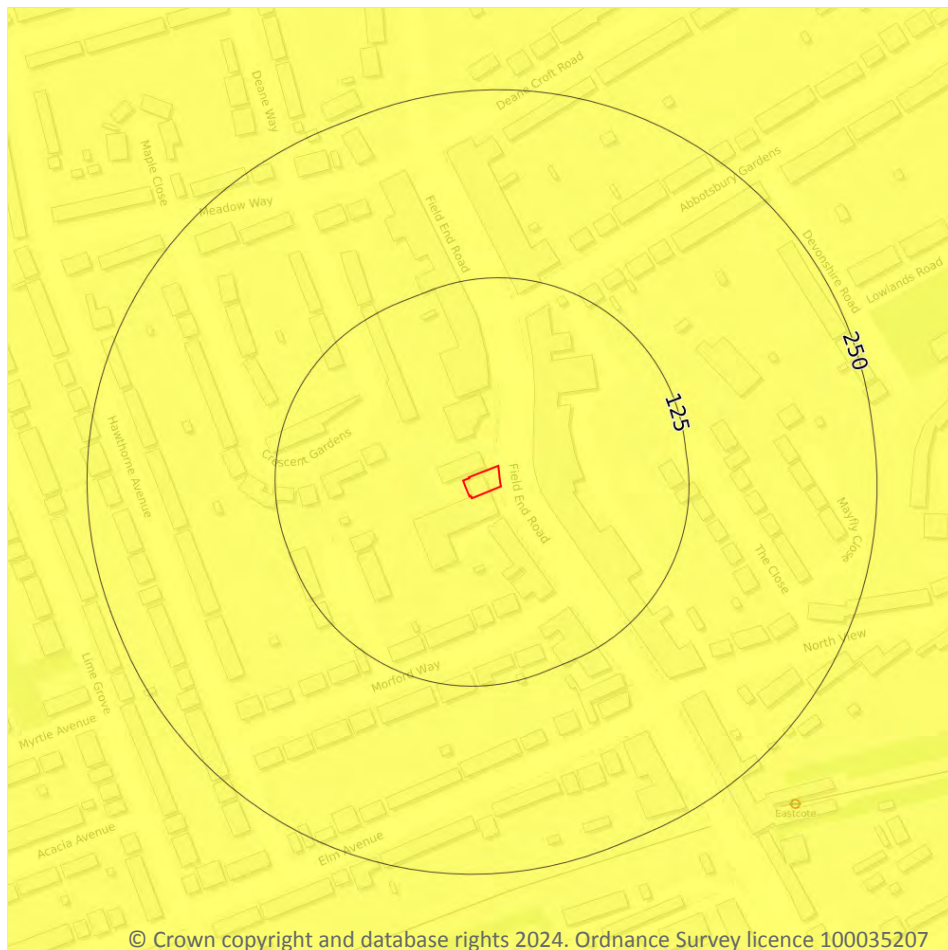 Deane Croft Road
Deane Way
Maple Close
Abbotsbury Gardens
Meadow Way
Field End Road
Devonshire Road
Lowlands Road
250
125
Hawthorne Avenue
Crescent Gardens
Field End Road
Mayfly Close
The Close
North View
Lime Grove
Morford Way
Myrtle Avenue
Eastcote
Acacia Avenue
Elm Avenue
© Crown copyright and database rights 2024. Ordnance Survey licence 100035207